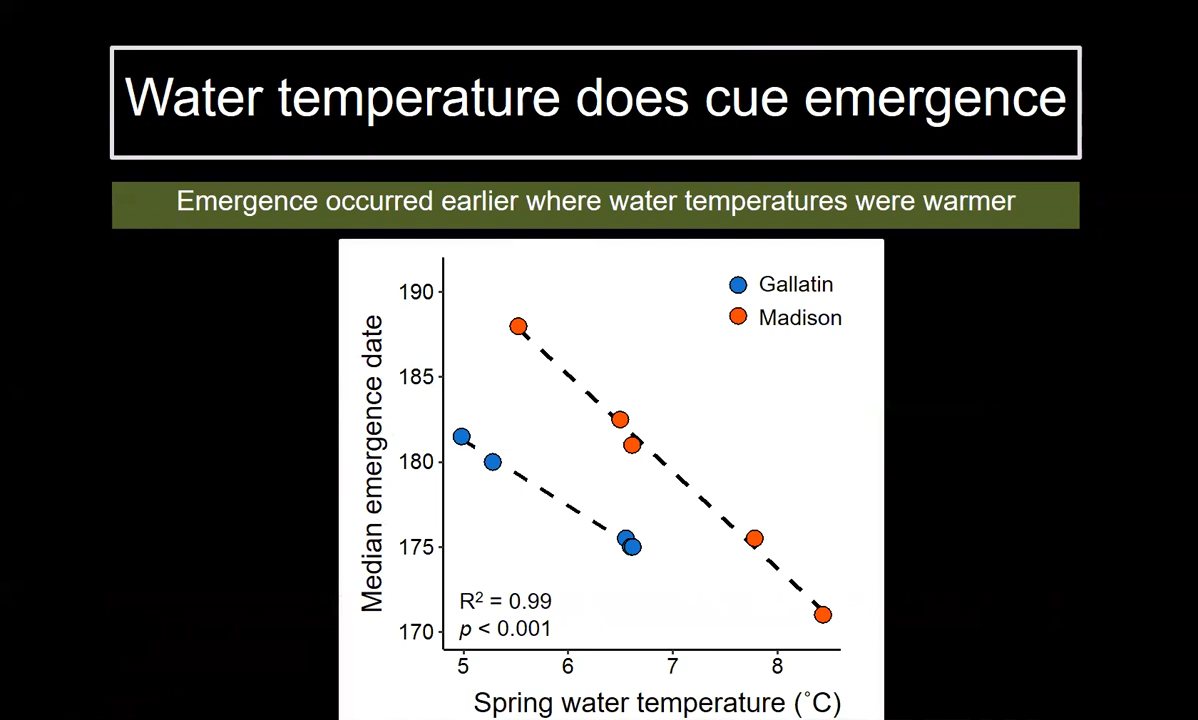 Water temperature does cue emergence
Emergence occurred earlier where water temperatures were warmer
Gallatin
Madison
Median emergence date
190
185
180
175
170
R² = 0.99
p < 0.001
5 6 7 8
Spring water temperature (°C)